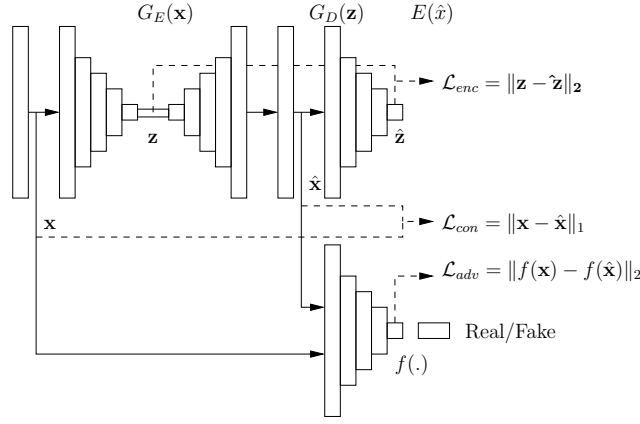 G_E(x) G_D(z) E(x̂)
L_enc = ‖z − ẑ‖₂
z ẑ
x̂
x
L_con = ‖x − x̂‖₁
L_adv = ‖f(x) − f(x̂)‖₂
Real/Fake
f(.)